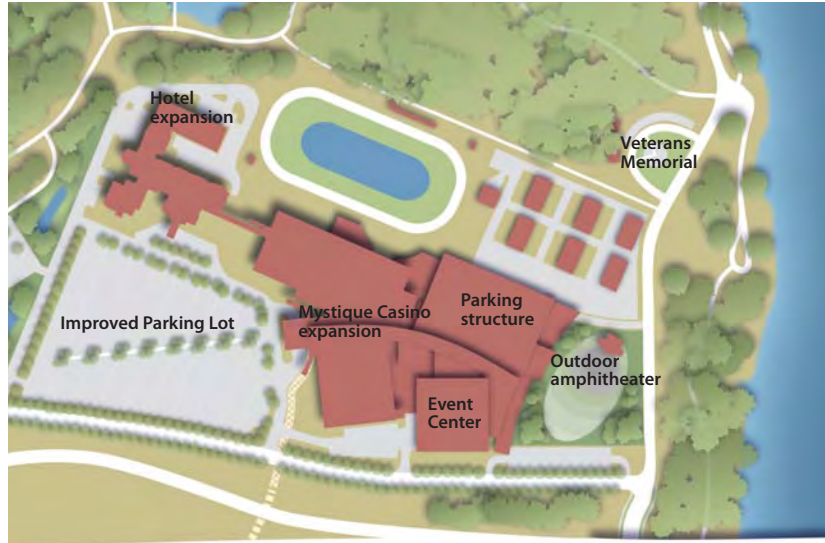 Hotel
expansion
Veterans
Memorial
Mystique Casino
expansion
Parking
structure
Improved Parking Lot
Outdoor
amphitheater
Event
Center